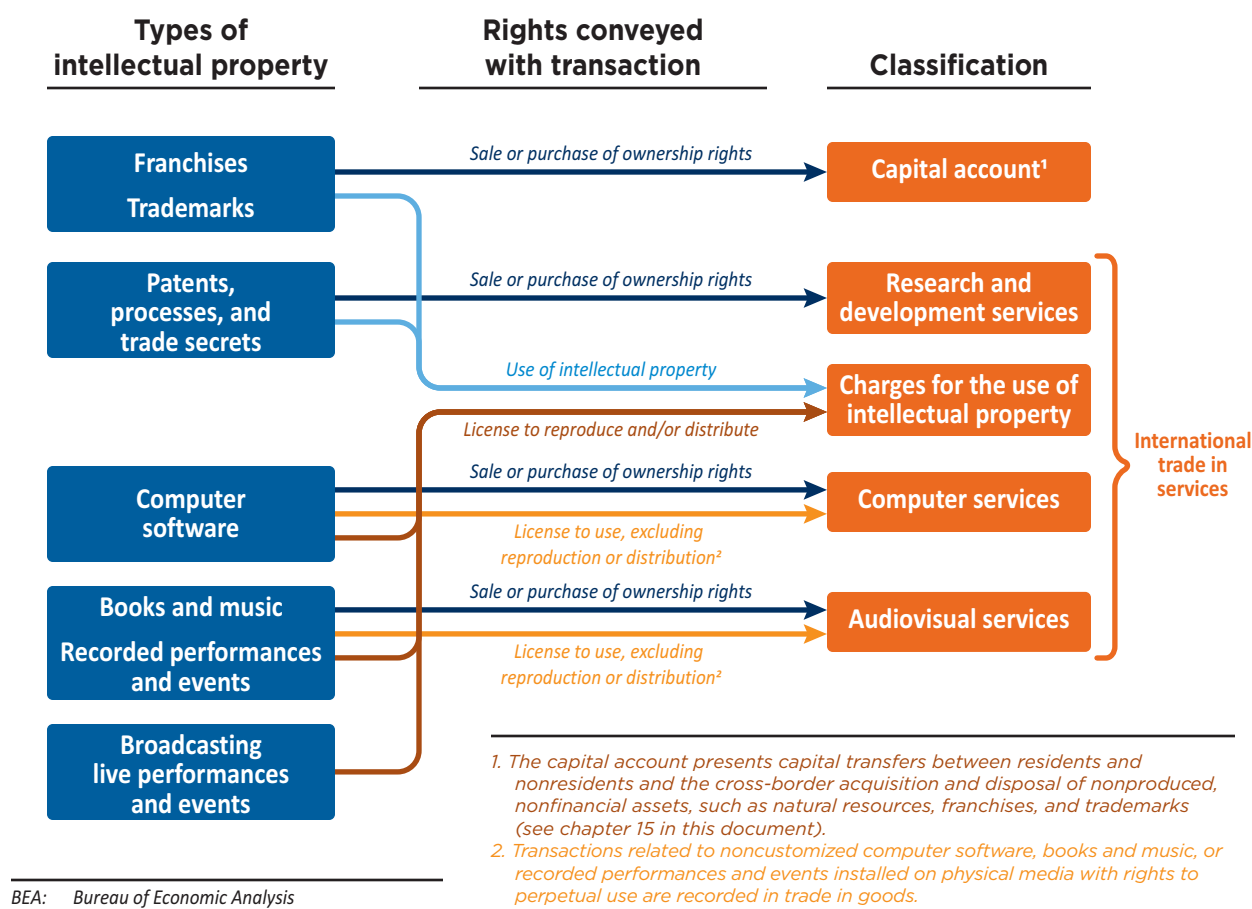 Types of
intellectual property
Rights conveyed
with transaction
Classification
Franchises
Trademarks
Sale or purchase of ownership rights
Capital account¹
Patents,
processes, and
trade secrets
Sale or purchase of ownership rights
Research and
development services
Use of intellectual property
Charges for the use of
intellectual property
License to reproduce and/or distribute
International
trade in
services
Computer
software
Sale or purchase of ownership rights
Computer services
License to use, excluding
reproduction or distribution²
Books and music
Recorded performances
and events
Sale or purchase of ownership rights
Audiovisual services
License to use, excluding
reproduction or distribution²
Broadcasting
live performances
and events
1. The capital account presents capital transfers between residents and
nonresidents and the cross-border acquisition and disposal of nonproduced,
nonfinancial assets, such as natural resources, franchises, and trademarks
(see chapter 15 in this document).
2. Transactions related to noncustomized computer software, books and music, or
recorded performances and events installed on physical media with rights to
perpetual use are recorded in trade in goods.
BEA: Bureau of Economic Analysis